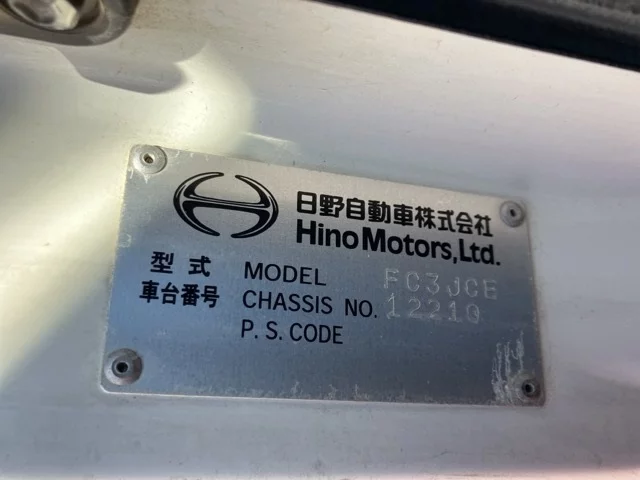 日野自動車株式会社
Hino Motors, Ltd.
型式 MODEL FC3JCE
車台番号 CHASSIS NO. 12210
P. S. CODE